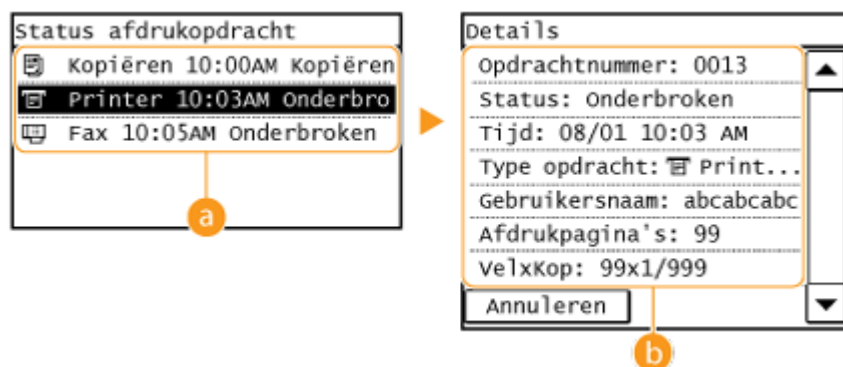 Status afdrukopdracht
Kopiëren 10:00AM Kopiëren
Printer 10:03AM Onderbro
Fax 10:05AM Onderbroken
a
Details
Opdrachtnummer: 0013
Status: Onderbroken
Tijd: 08/01 10:03 AM
Type opdracht: Print...
Gebruikersnaam: abcabcabc
Afdrukpagina's: 99
VelxKop: 99x1/999
Annuleren
b